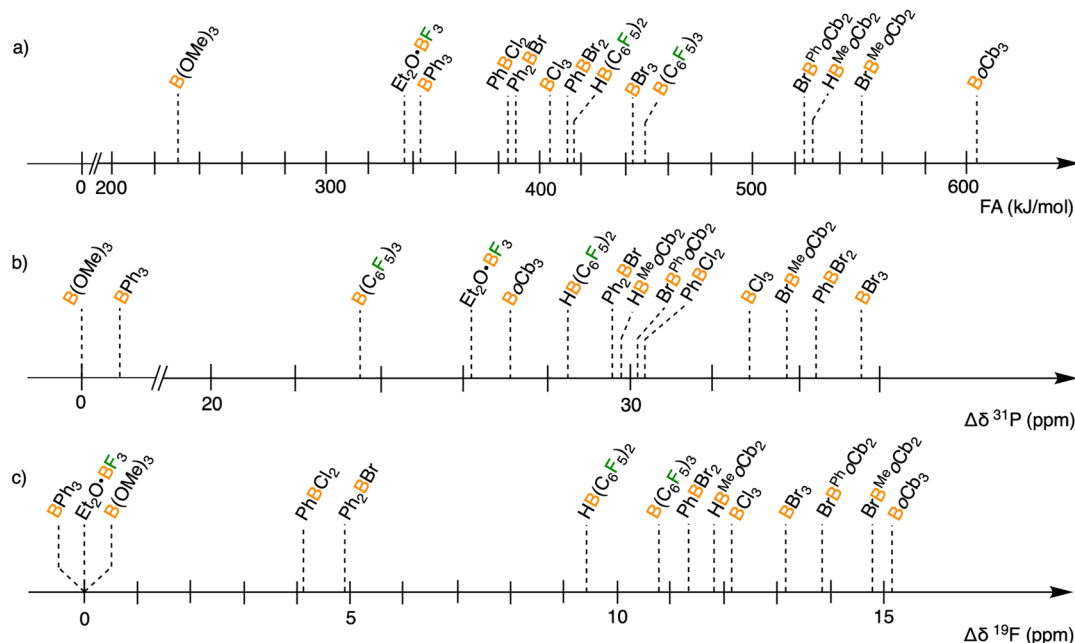 a)
B(OMe)3
Et2O•BF3
BPh3
PhBCl2
Ph2BBr
BCl3
PhBBr2
HB(C6F5)2
BBr3
B(C6F5)3
BrBPhoCb2
HBMeoCb2
BrBMeoCb2
BoCb3
0 200 300 400 500 600
FA (kJ/mol)
b)
B(OMe)3
BPh3
B(C6F5)3
Et2O•BF3
BoCb3
HB(C6F5)2
Ph2BBr
HBMeoCb2
BrBPhoCb2
PhBCl2
BCl3
BrBMeoCb2
PhBBr2
BBr3
0 20 30
Δδ 31P (ppm)
c)
BPh3
Et2O•BF3
B(OMe)3
PhBCl2
Ph2BBr
HB(C6F5)2
B(C6F5)3
PhBBr2
HBMeoCb2
BCl3
BBr3
BrBPhoCb2
BrBMeoCb2
BoCb3
0 5 10 15
Δδ 19F (ppm)